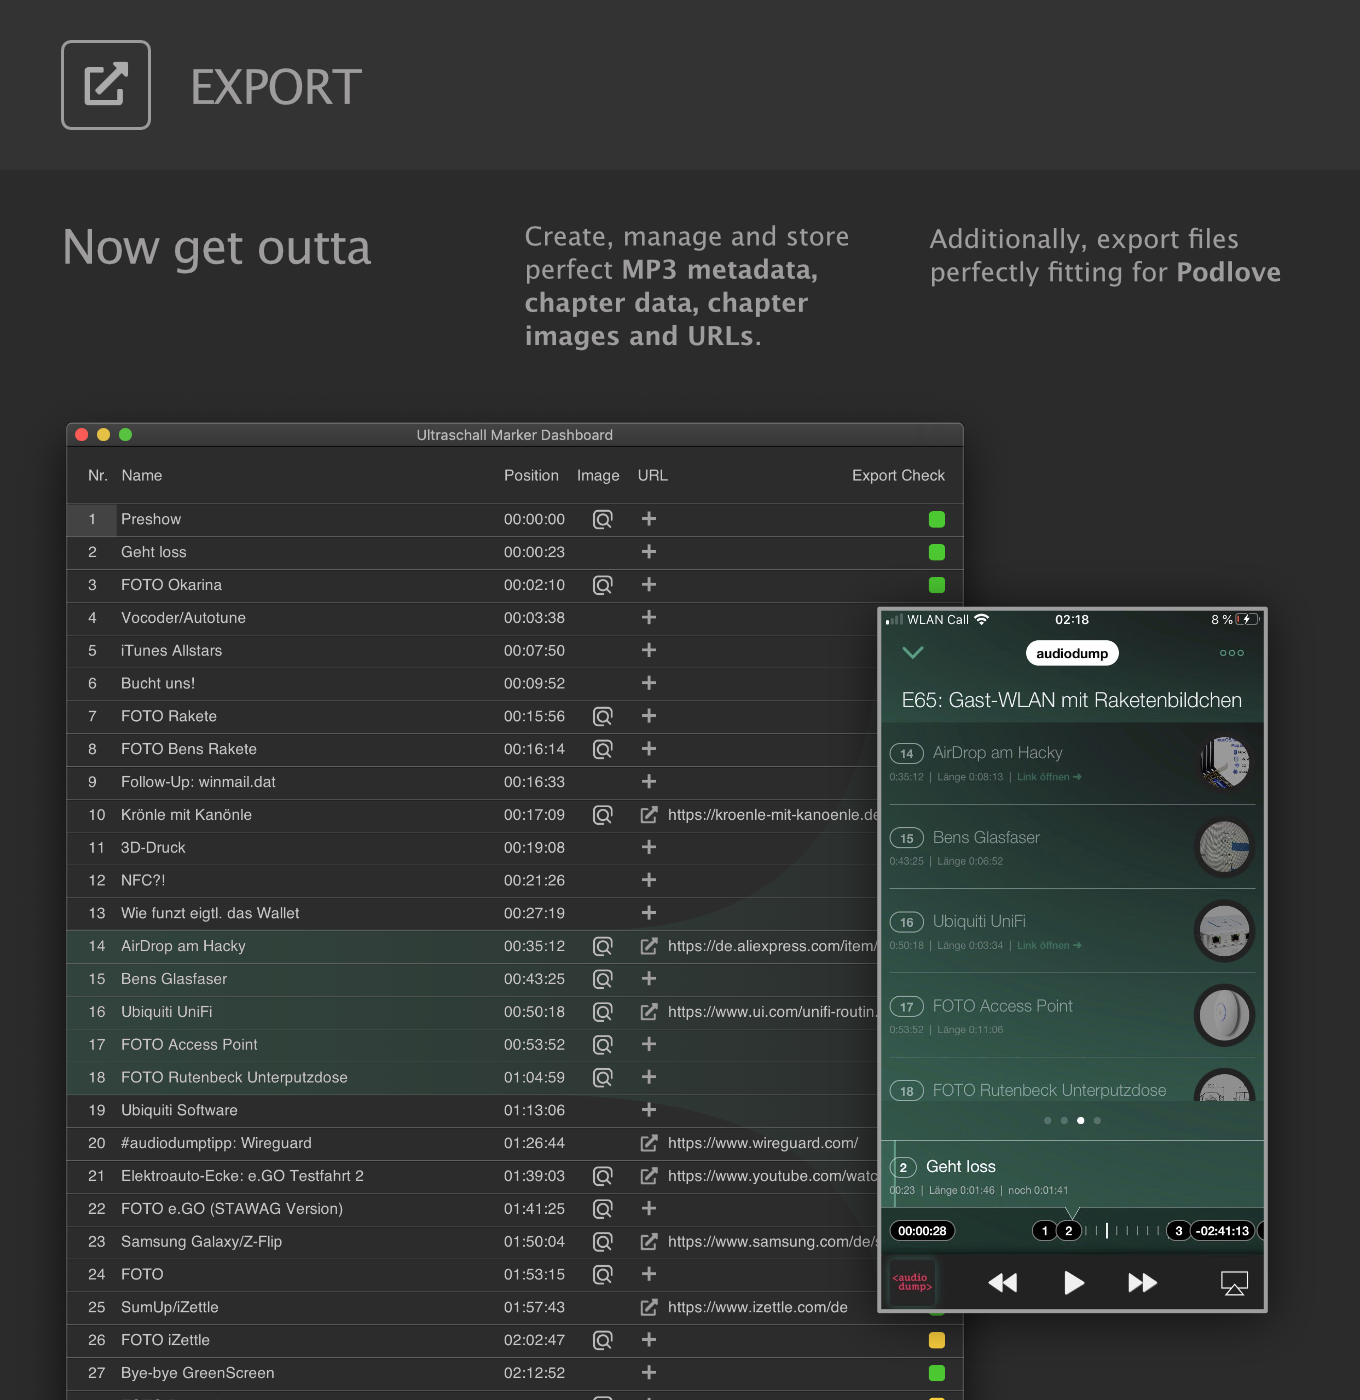 EXPORT
Now get outta
Create, manage and store
perfect MP3 metadata,
chapter data, chapter
images and URLs.
Additionally, export files
perfectly fitting for Podlove
Ultraschall Marker Dashboard
Nr. Name Position Image URL Export Check
1 Preshow 00:00:00
2 Geht loss 00:00:23
3 FOTO Okarina 00:02:10
4 Vocoder/Autotune 00:03:38
5 iTunes Allstars 00:07:50
6 Bucht uns! 00:09:52
7 FOTO Rakete 00:15:56
8 FOTO Bens Rakete 00:16:14
9 Follow-Up: winmail.dat 00:16:33
10 Krönle mit Kanönle 00:17:09 https://kroenle-mit-kanoenle.de
11 3D-Druck 00:19:08
12 NFC?! 00:21:26
13 Wie funzt eigtl. das Wallet 00:27:19
14 AirDrop am Hacky 00:35:12 https://de.aliexpress.com/item/
15 Bens Glasfaser 00:43:25
16 Ubiquiti UniFi 00:50:18 https://www.ui.com/unifi-routin.
17 FOTO Access Point 00:53:52
18 FOTO Rutenbeck Unterputzdose 01:04:59
19 Ubiquiti Software 01:13:06
20 #audiodumptipp: Wireguard 01:26:44 https://www.wireguard.com/
21 Elektroauto-Ecke: e.GO Testfahrt 2 01:39:03 https://www.youtube.com/watc
22 FOTO e.GO (STAWAG Version) 01:41:25
23 Samsung Galaxy/Z-Flip 01:50:04 https://www.samsung.com/de/s
24 FOTO 01:53:15
25 SumUp/iZettle 01:57:43 https://www.izettle.com/de
26 FOTO iZettle 02:02:47
27 Bye-bye GreenScreen 02:12:52
WLAN Call 02:18 8 %
audiodump
E65: Gast-WLAN mit Raketenbildchen
14 AirDrop am Hacky
0:35:12 | Länge 0:08:13 | Link öffnen ➔
15 Bens Glasfaser
0:43:25 | Länge 0:06:52
16 Ubiquiti UniFi
0:50:18 | Länge 0:03:34 | Link öffnen ➔
17 FOTO Access Point
0:53:52 | Länge 0:11:06
18 FOTO Rutenbeck Unterputzdose
2 Geht loss
00:23 | Länge 0:01:46 | noch 0:01:41
00:00:28 1 2 3 -02:41:13
<audio
dump>